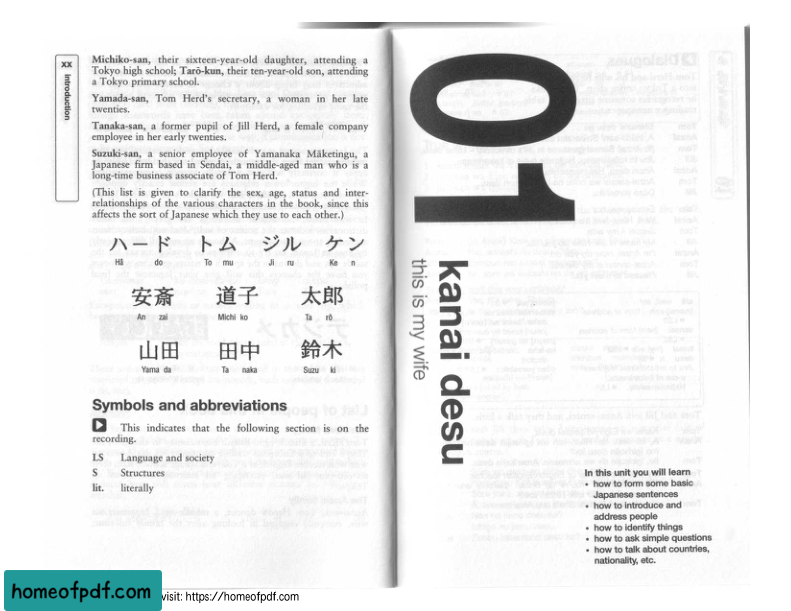 xx
introduction
Michiko-san, their sixteen-year-old daughter, attending a
Tokyo high school; Tarō-kun, their ten-year-old son, attending
a Tokyo primary school.
Yamada-san, Tom Herd's secretary, a woman in her late
twenties.
Tanaka-san, a former pupil of Jill Herd, a female company
employee in her early twenties.
Suzuki-san, a senior employee of Yamanaka Māketingu, a
Japanese firm based in Sendai, a middle-aged man who is a
long-time business associate of Tom Herd.
(This list is given to clarify the sex, age, status and inter-
relationships of the various characters in the book, since this
affects the sort of Japanese which they use to each other.)
ハード トム ジル ケン
Hā do To mu Ji ru Ke n
安斎 道子 太郎
An zai Michi ko Ta rō
山田 田中 鈴木
Yama da Ta naka Suzu ki
Symbols and abbreviations
This indicates that the following section is on the
recording.
LS Language and society
S Structures
lit. literally
01
kanai desu
this is my wife
In this unit you will learn
• how to form some basic
Japanese sentences
• how to introduce and
address people
• how to identify things
• how to ask simple questions
• how to talk about countries,
nationality, etc.
homeofpdf.com
visit: https://homeofpdf.com